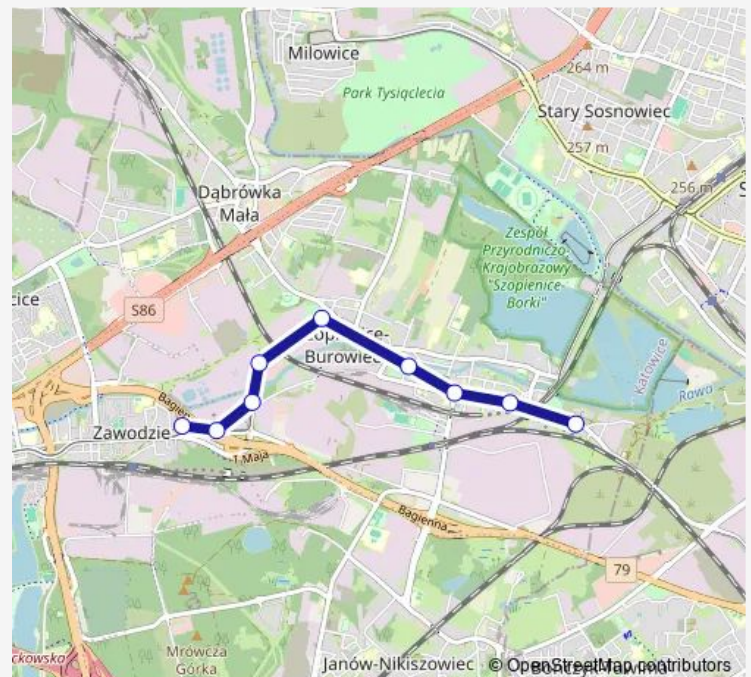 Milowice
264 m
Park Tysiąclecia
Stary Sosnowiec
257 m
256 m
Dąbrówka
Mała
Zespół
Przyrodniczo-
Krajobrazowy
"Szopienice-
Borki"
S86
Burowiec
Katowice
Rawa
Zawodzie
1 Maja
Bagienna
79
Mrówcza
Górka
Janów-Nikiszowiec
© OpenStreetMap contributors